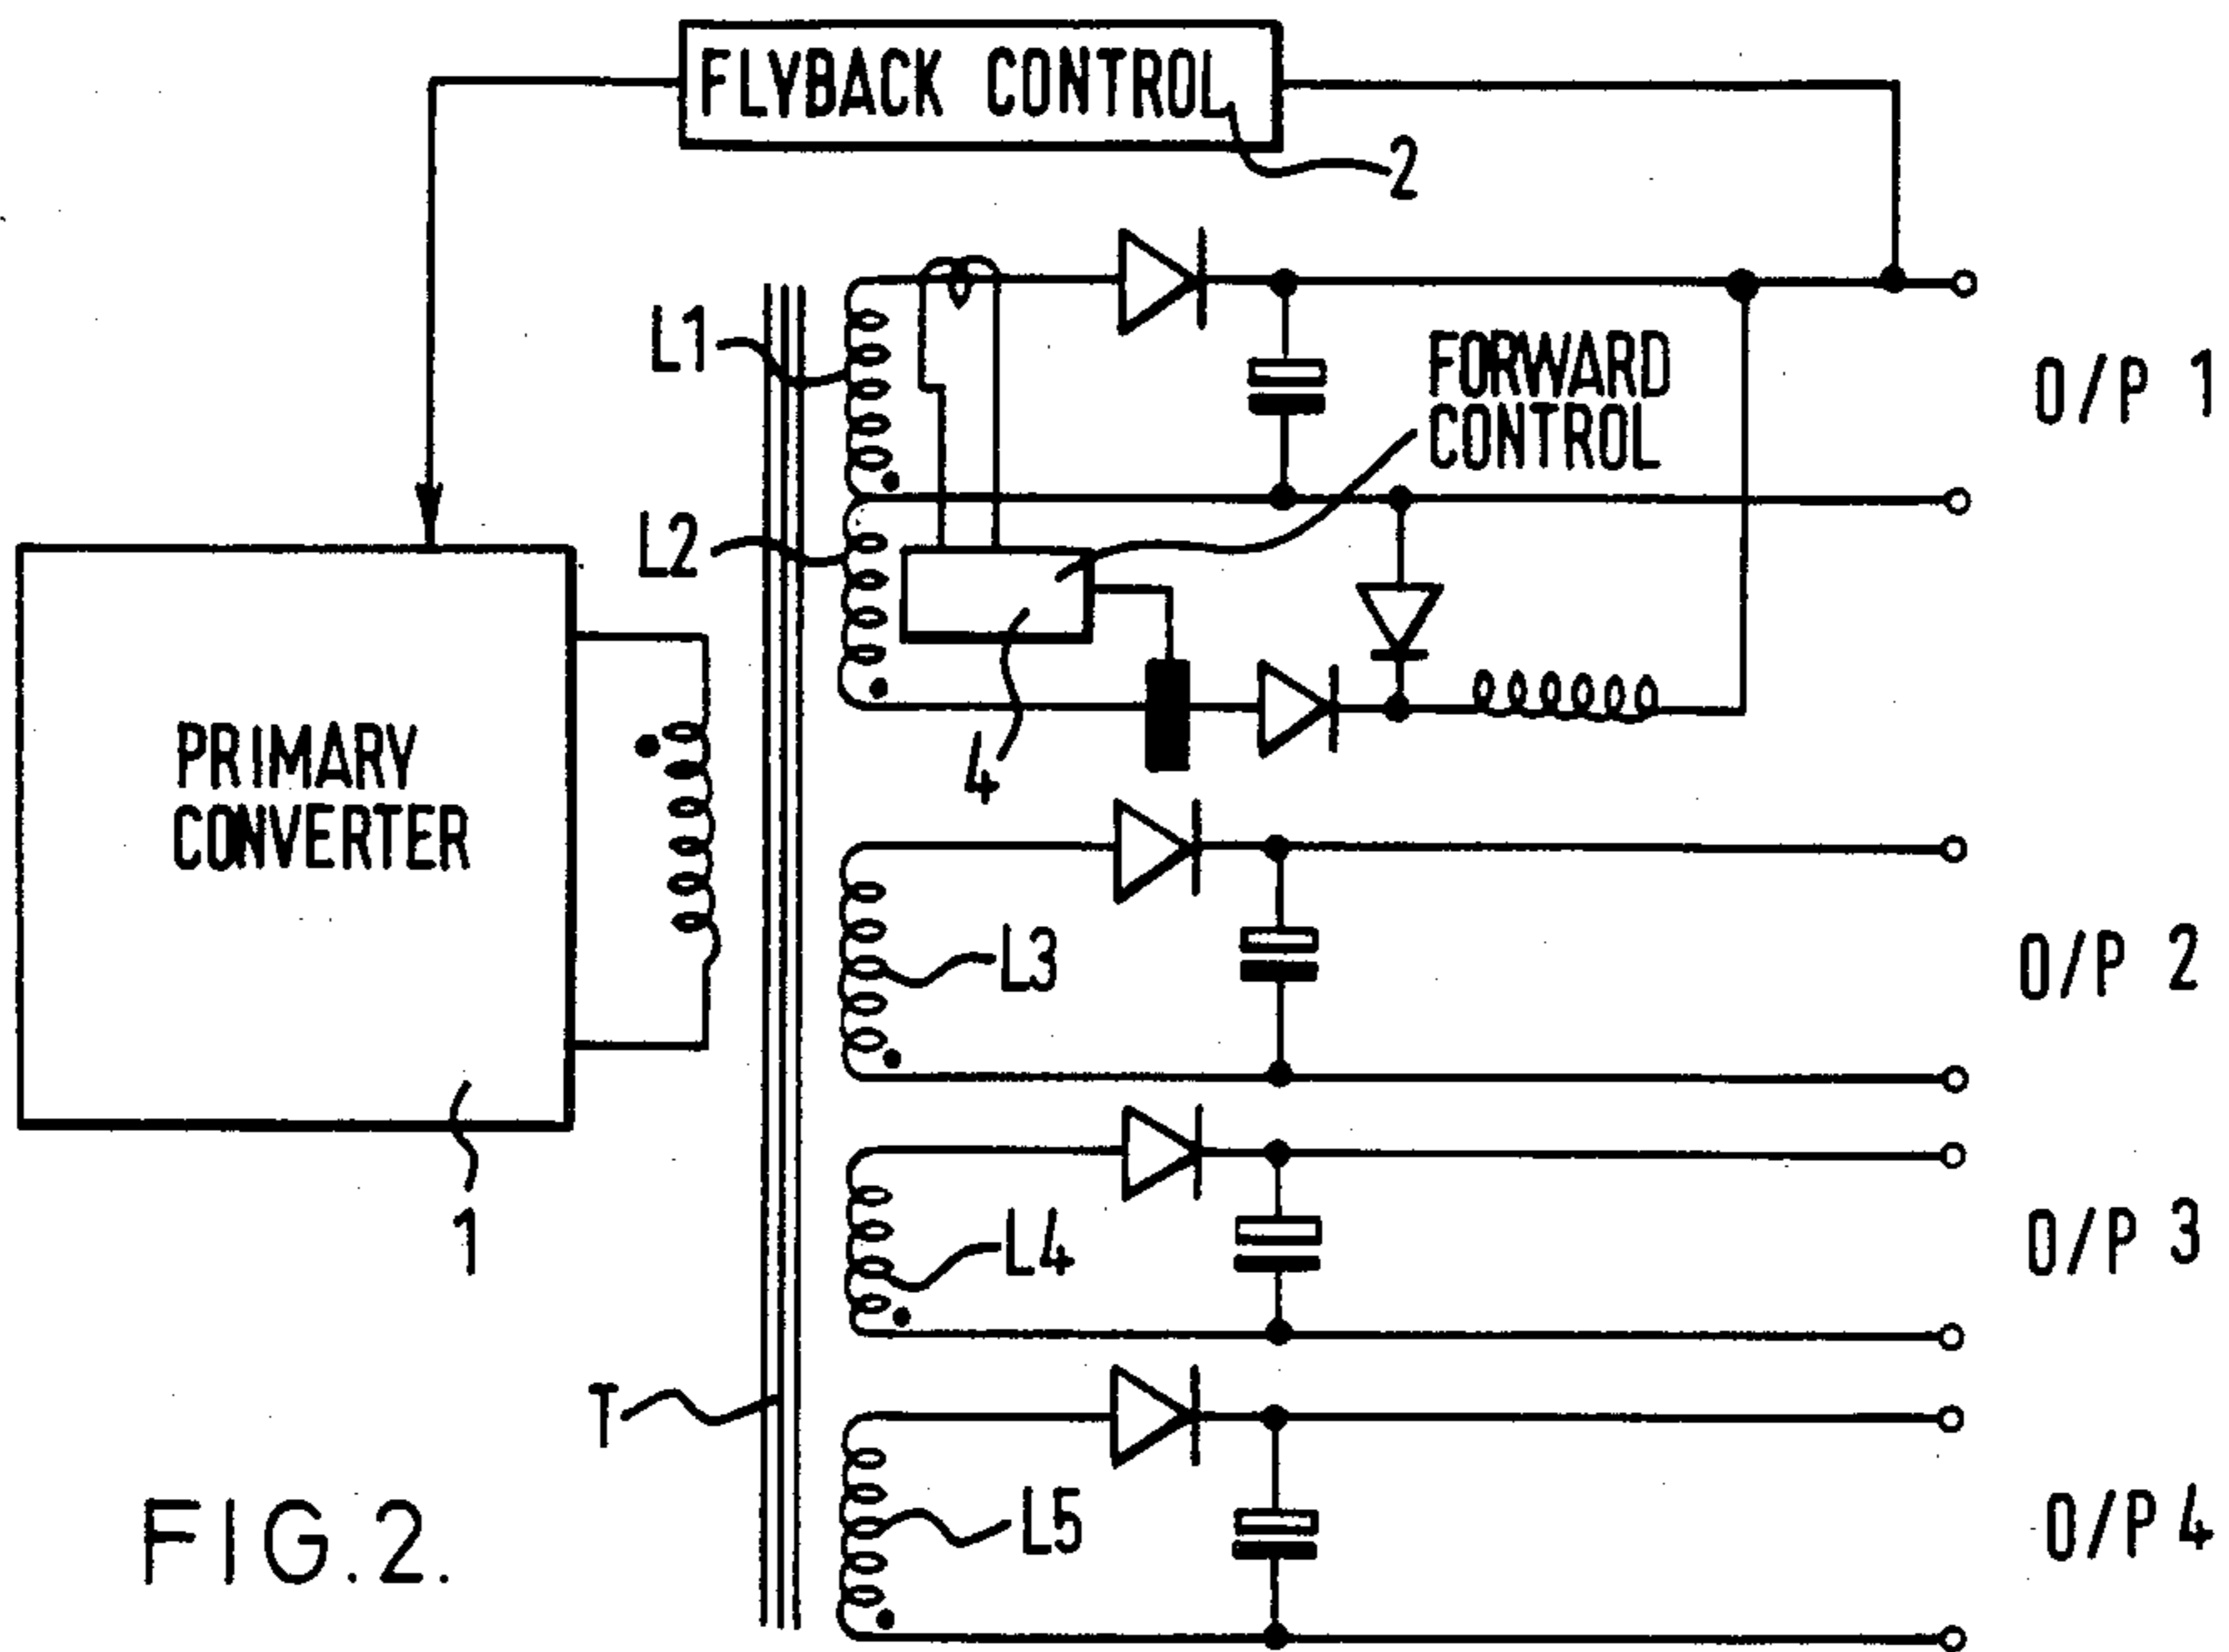 FLYBACK CONTROL
2
L1
FORWARD
CONTROL
O/P 1
L2
4
PRIMARY
CONVERTER
L3
O/P 2
1
L4
O/P 3
T
L5
O/P 4
FIG.2.